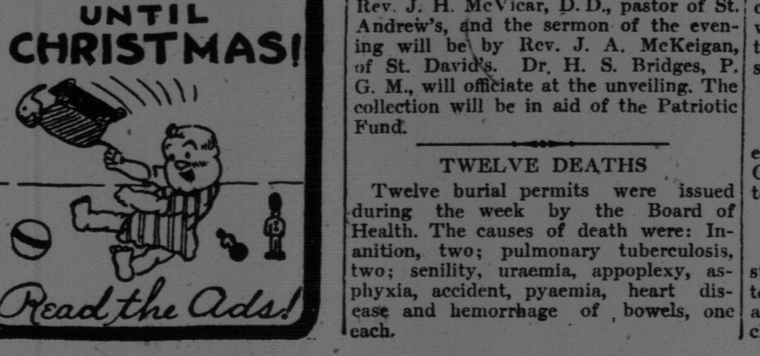 UNTIL
CHRISTMAS!
Read the Ads!
Rev. J. H. McVicar, D. D., pastor of St.
Andrew's, and the sermon of the even-
ing will be by Rev. J. A. McKeigan,
of St. David's. Dr. H. S. Bridges, P.
G. M., will officiate at the unveiling. The
collection will be in aid of the Patriotic
Fund.
TWELVE DEATHS
Twelve burial permits were issued
during the week by the Board of
Health. The causes of death were: In-
anition, two; pulmonary tuberculosis,
two; senility, uraemia, appoplexy, as-
phyxia, accident, pyaemia, heart dis-
ease and hemorrhage of bowels, one
each.